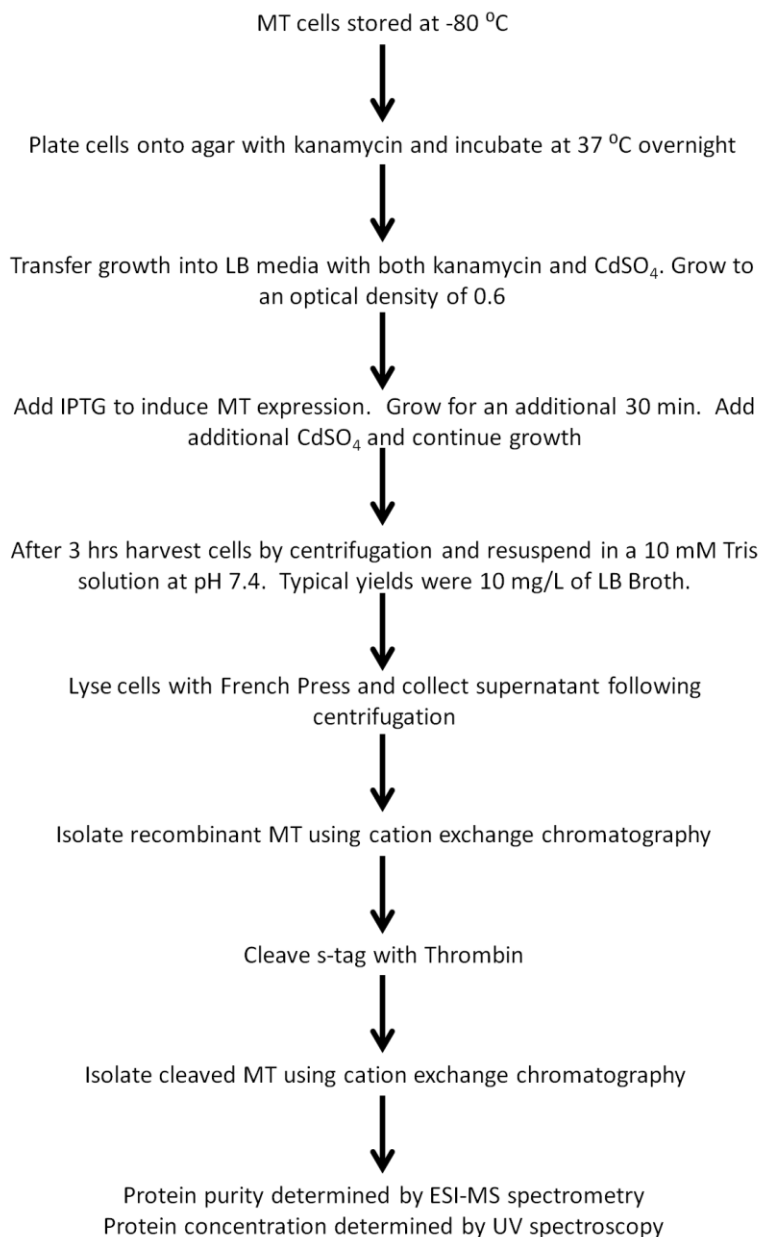 MT cells stored at -80 ⁰C
Plate cells onto agar with kanamycin and incubate at 37 ⁰C overnight
Transfer growth into LB media with both kanamycin and CdSO₄. Grow to
an optical density of 0.6
Add IPTG to induce MT expression.  Grow for an additional 30 min.  Add
additional CdSO₄ and continue growth
After 3 hrs harvest cells by centrifugation and resuspend in a 10 mM Tris
solution at pH 7.4.  Typical yields were 10 mg/L of LB Broth.
Lyse cells with French Press and collect supernatant following
centrifugation
Isolate recombinant MT using cation exchange chromatography
Cleave s-tag with Thrombin
Isolate cleaved MT using cation exchange chromatography
Protein purity determined by ESI-MS spectrometry
Protein concentration determined by UV spectroscopy